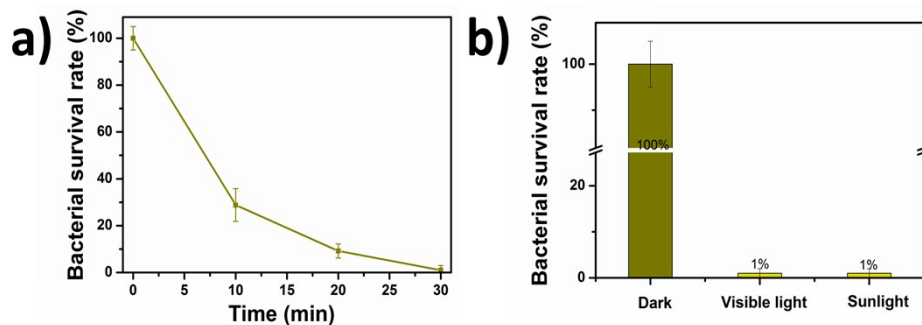 a)
Bacterial survival rate (%)
100
80
60
40
20
0
0 5 10 15 20 25 30
Time (min)
b)
Bacterial survival rate (%)
100
20
0
100%
1%
1%
Dark Visible light Sunlight